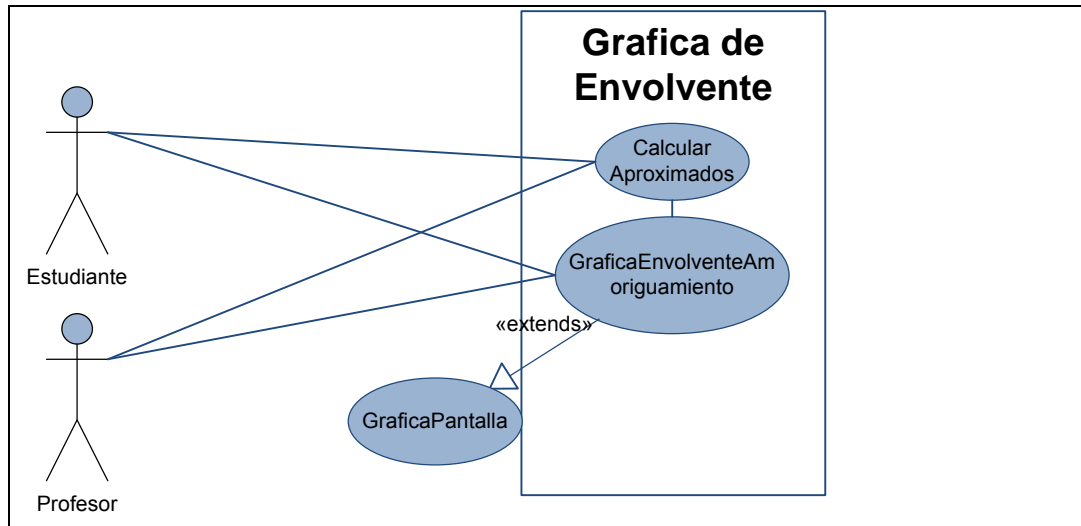 Grafica de
Envolvente
Calcular
Aproximados
Estudiante
GraficaEnvolventeAm
origuamiento
«extends»
GraficaPantalla
Profesor